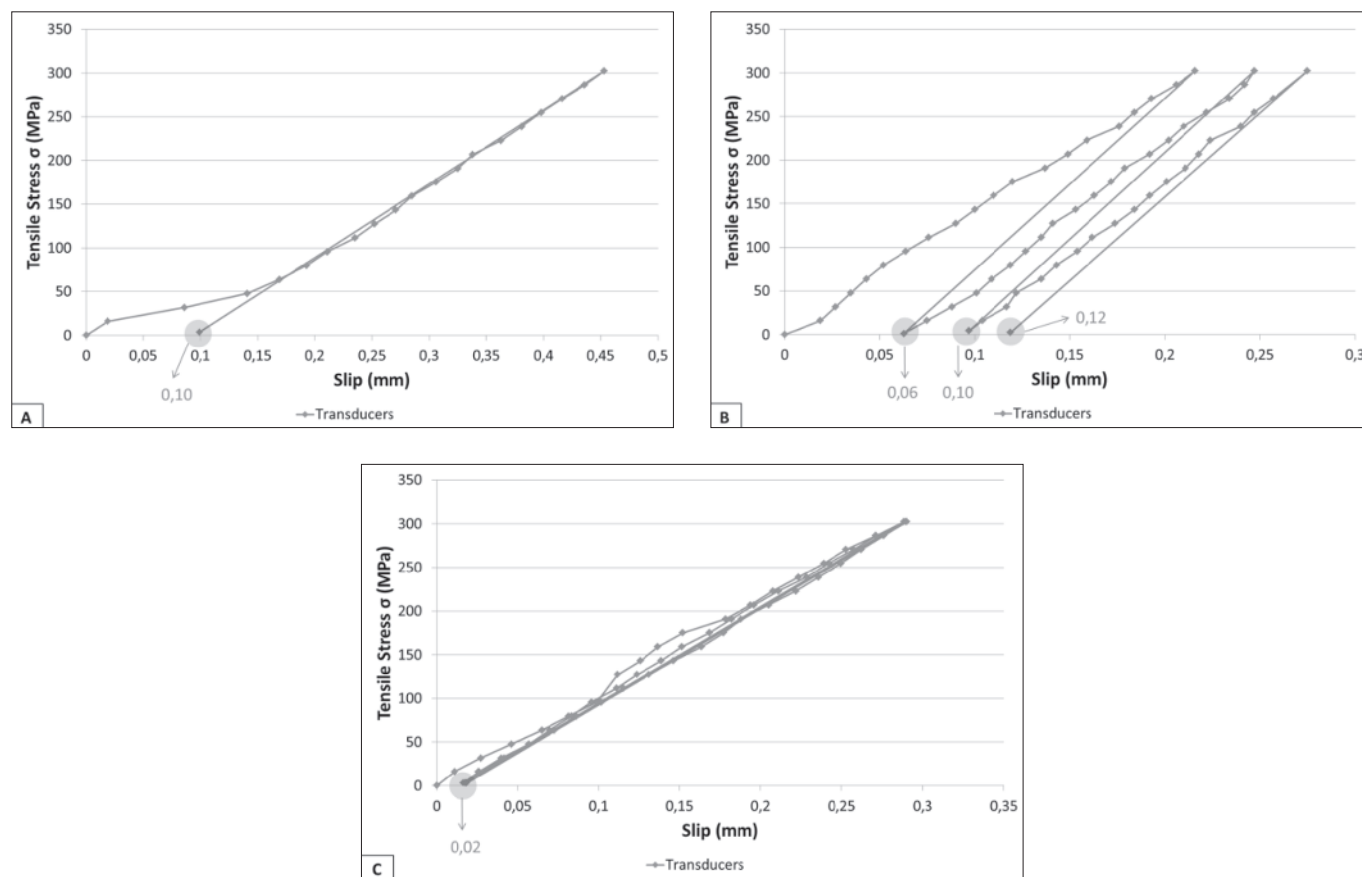 350
300
250
200
150
100
50
0
Tensile Stress σ (MPa)
0 0,05 0,1 0,15 0,2 0,25 0,3 0,35 0,4 0,45 0,5
Slip (mm)
0,10
Transducers
A
350
300
250
200
150
100
50
0
Tensile Stress σ (MPa)
0,12
0 0,05 0,1 0,15 0,2 0,25 0,3
Slip (mm)
0,06 0,10
Transducers
B
350
300
250
200
150
100
50
0
Tensile Stress σ (MPa)
0 0,05 0,1 0,15 0,2 0,25 0,3 0,35
Slip (mm)
0,02
Transducers
C